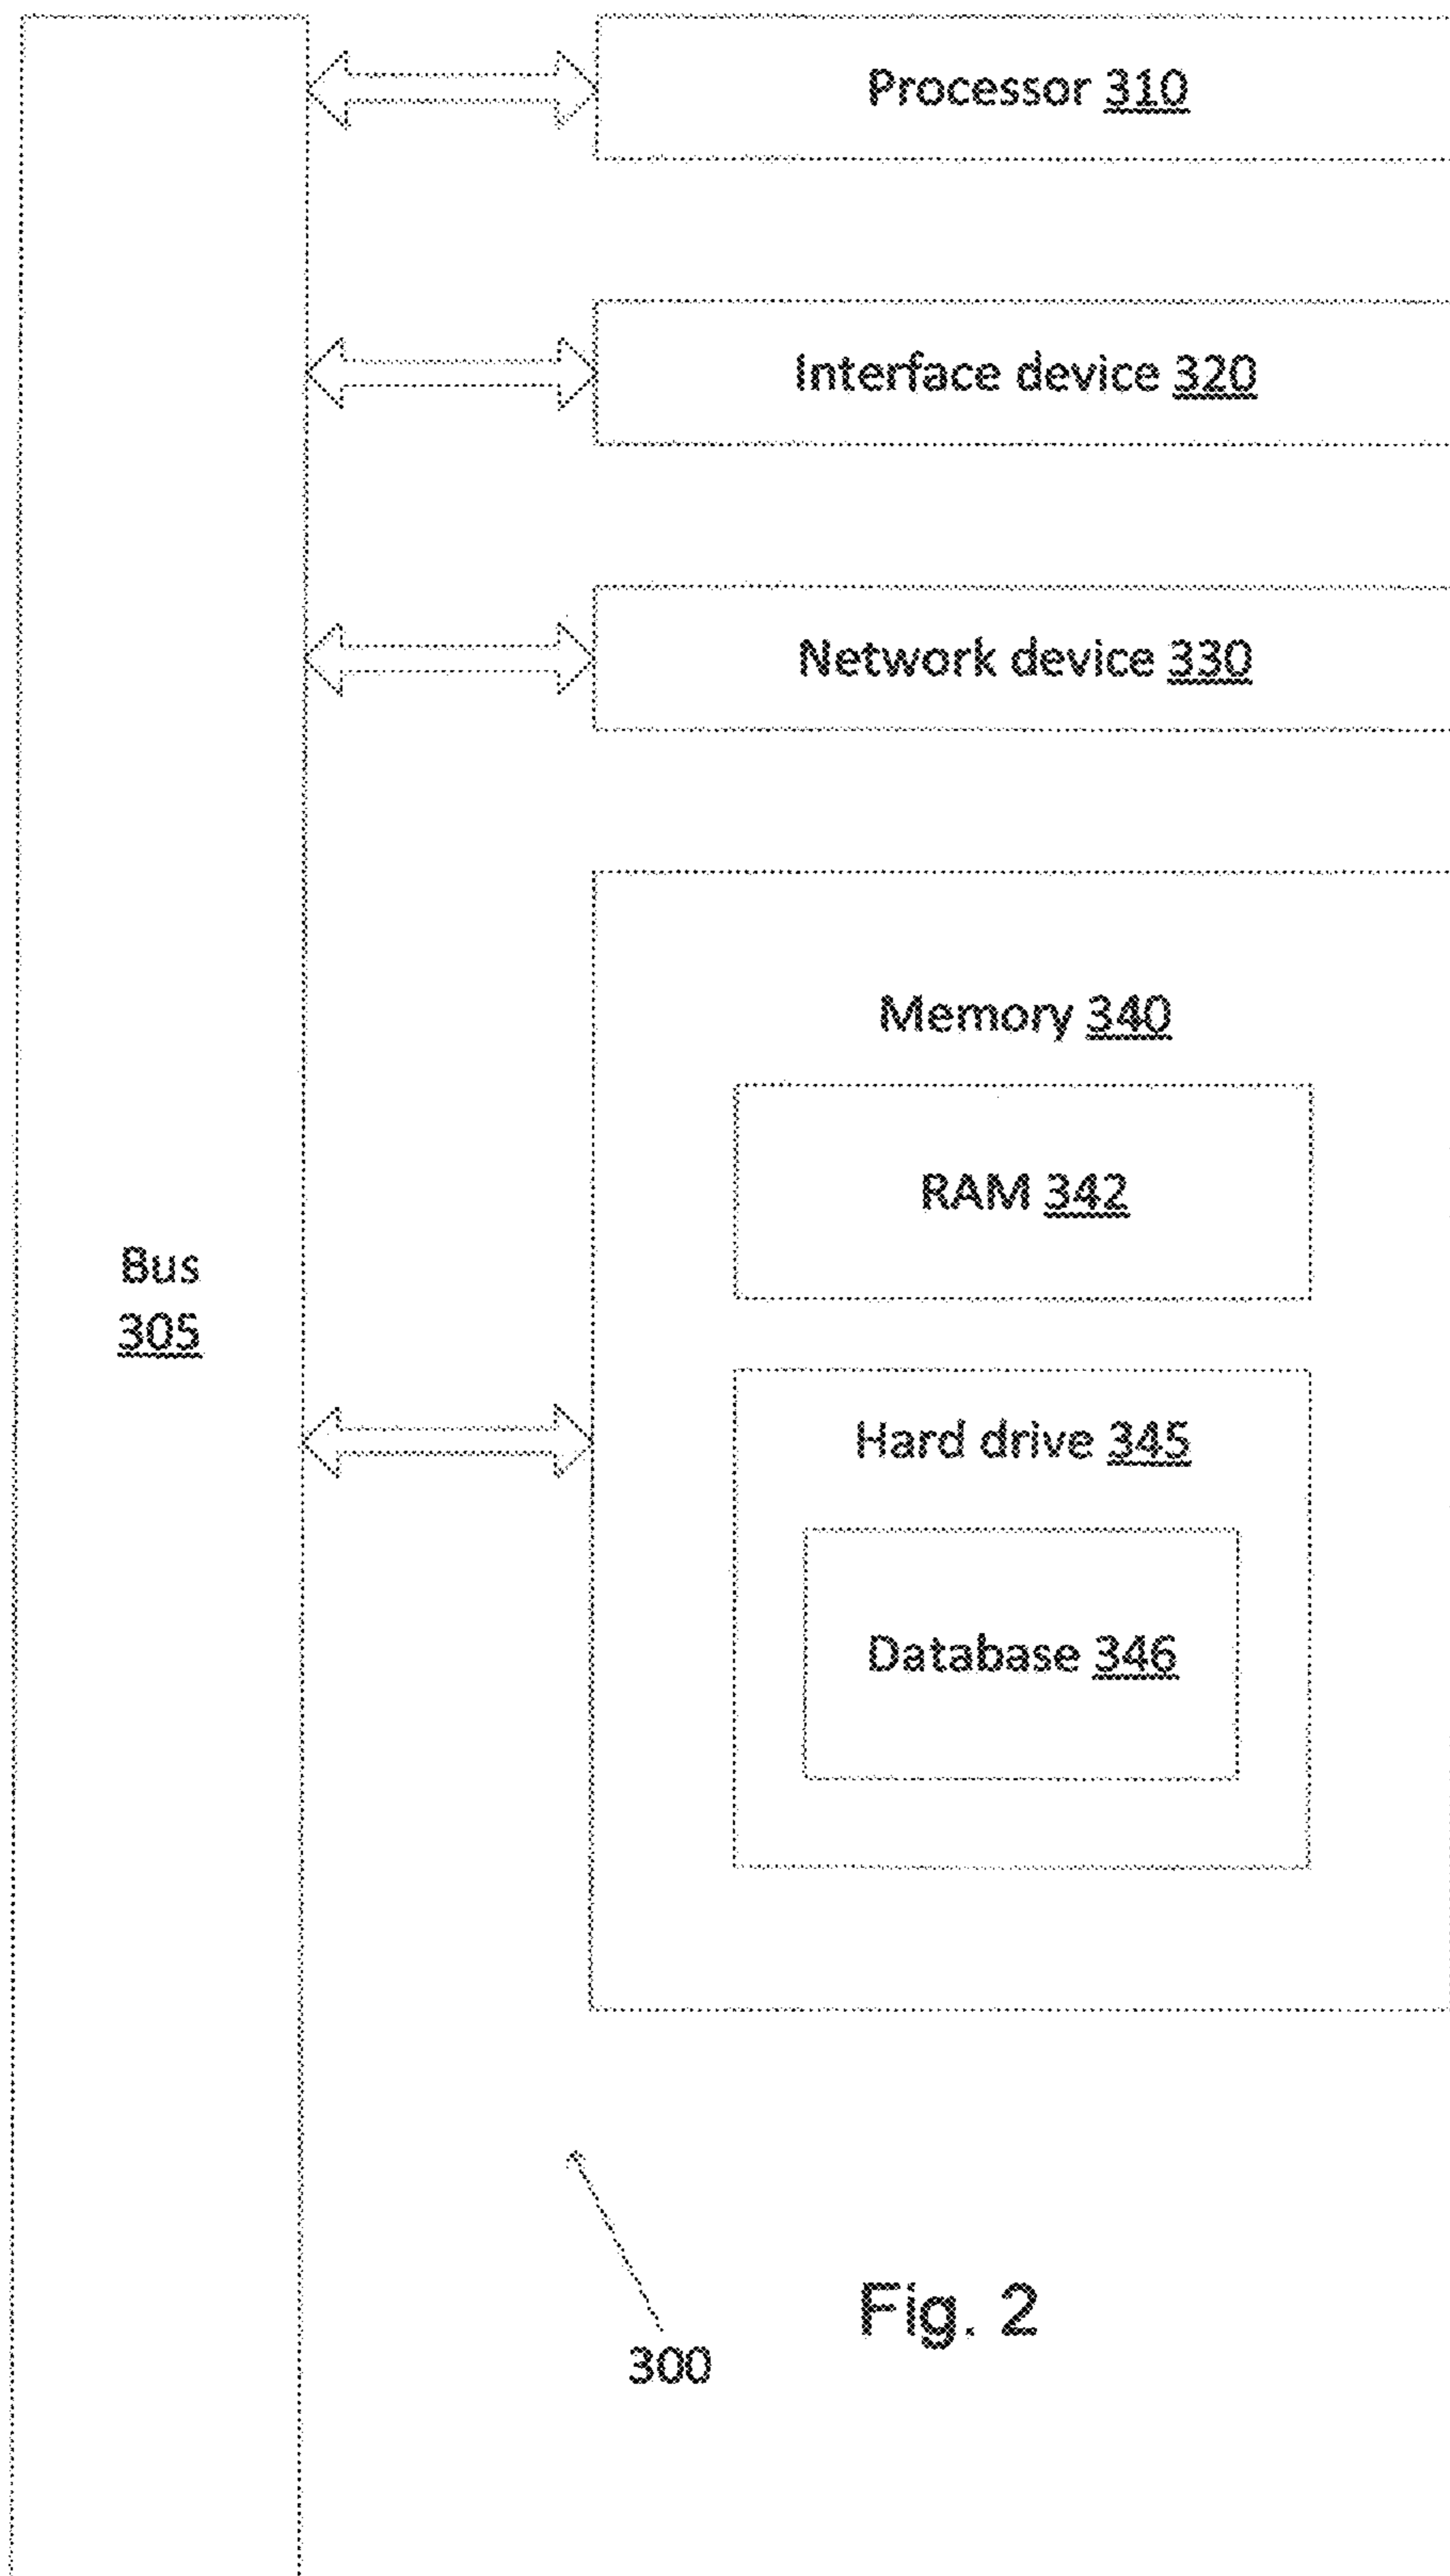 Processor 310
Interface device 320
Network device 330
Memory 340
RAM 342
Bus
305
Hard drive 345
Database 346
Fig. 2
300